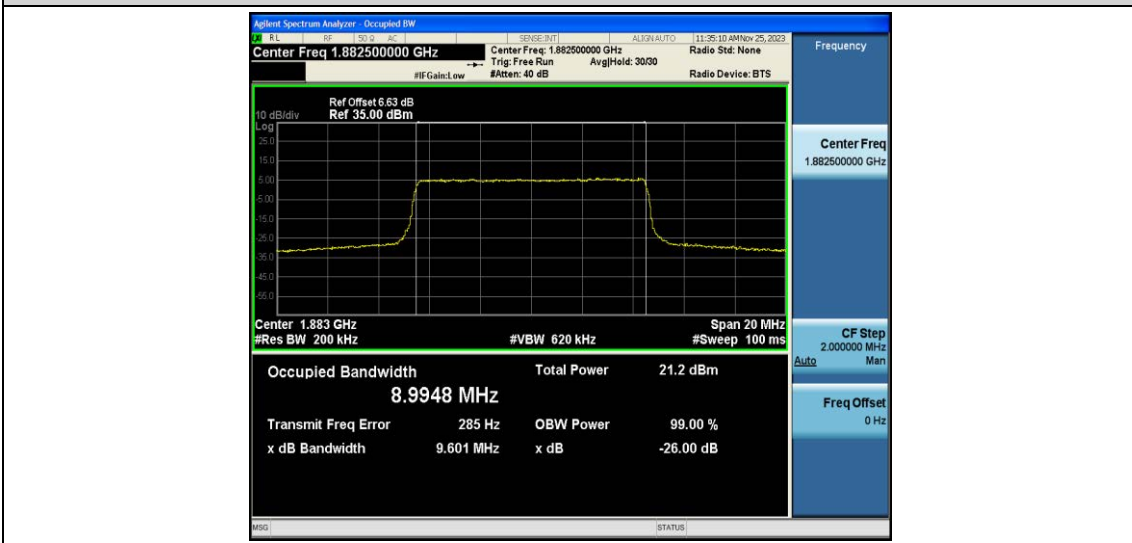 Agilent Spectrum Analyzer - Occupied BW
RL RF 50 Ω AC SENSE:INT ALIGNAUTO 11:35:10 AM Nov 25, 2023
Center Freq 1.882500000 GHz
Center Freq: 1.882500000 GHz
Radio Std: None
Trig: Free Run Avg|Hold: 30/30
#IFGain:Low #Atten: 40 dB Radio Device: BTS
Ref Offset 6.63 dB
10 dB/div Ref 35.00 dBm
Log
25.0
15.0
5.00
-5.00
-15.0
-25.0
-35.0
-45.0
-55.0
Center 1.883 GHz Span 20 MHz
#Res BW 200 kHz #VBW 620 kHz #Sweep 100 ms
Occupied Bandwidth Total Power 21.2 dBm
8.9948 MHz
Transmit Freq Error 285 Hz OBW Power 99.00 %
x dB Bandwidth 9.601 MHz x dB -26.00 dB
Frequency
Center Freq
1.882500000 GHz
CF Step
2.000000 MHz
Auto Man
Freq Offset
0 Hz
MSG STATUS